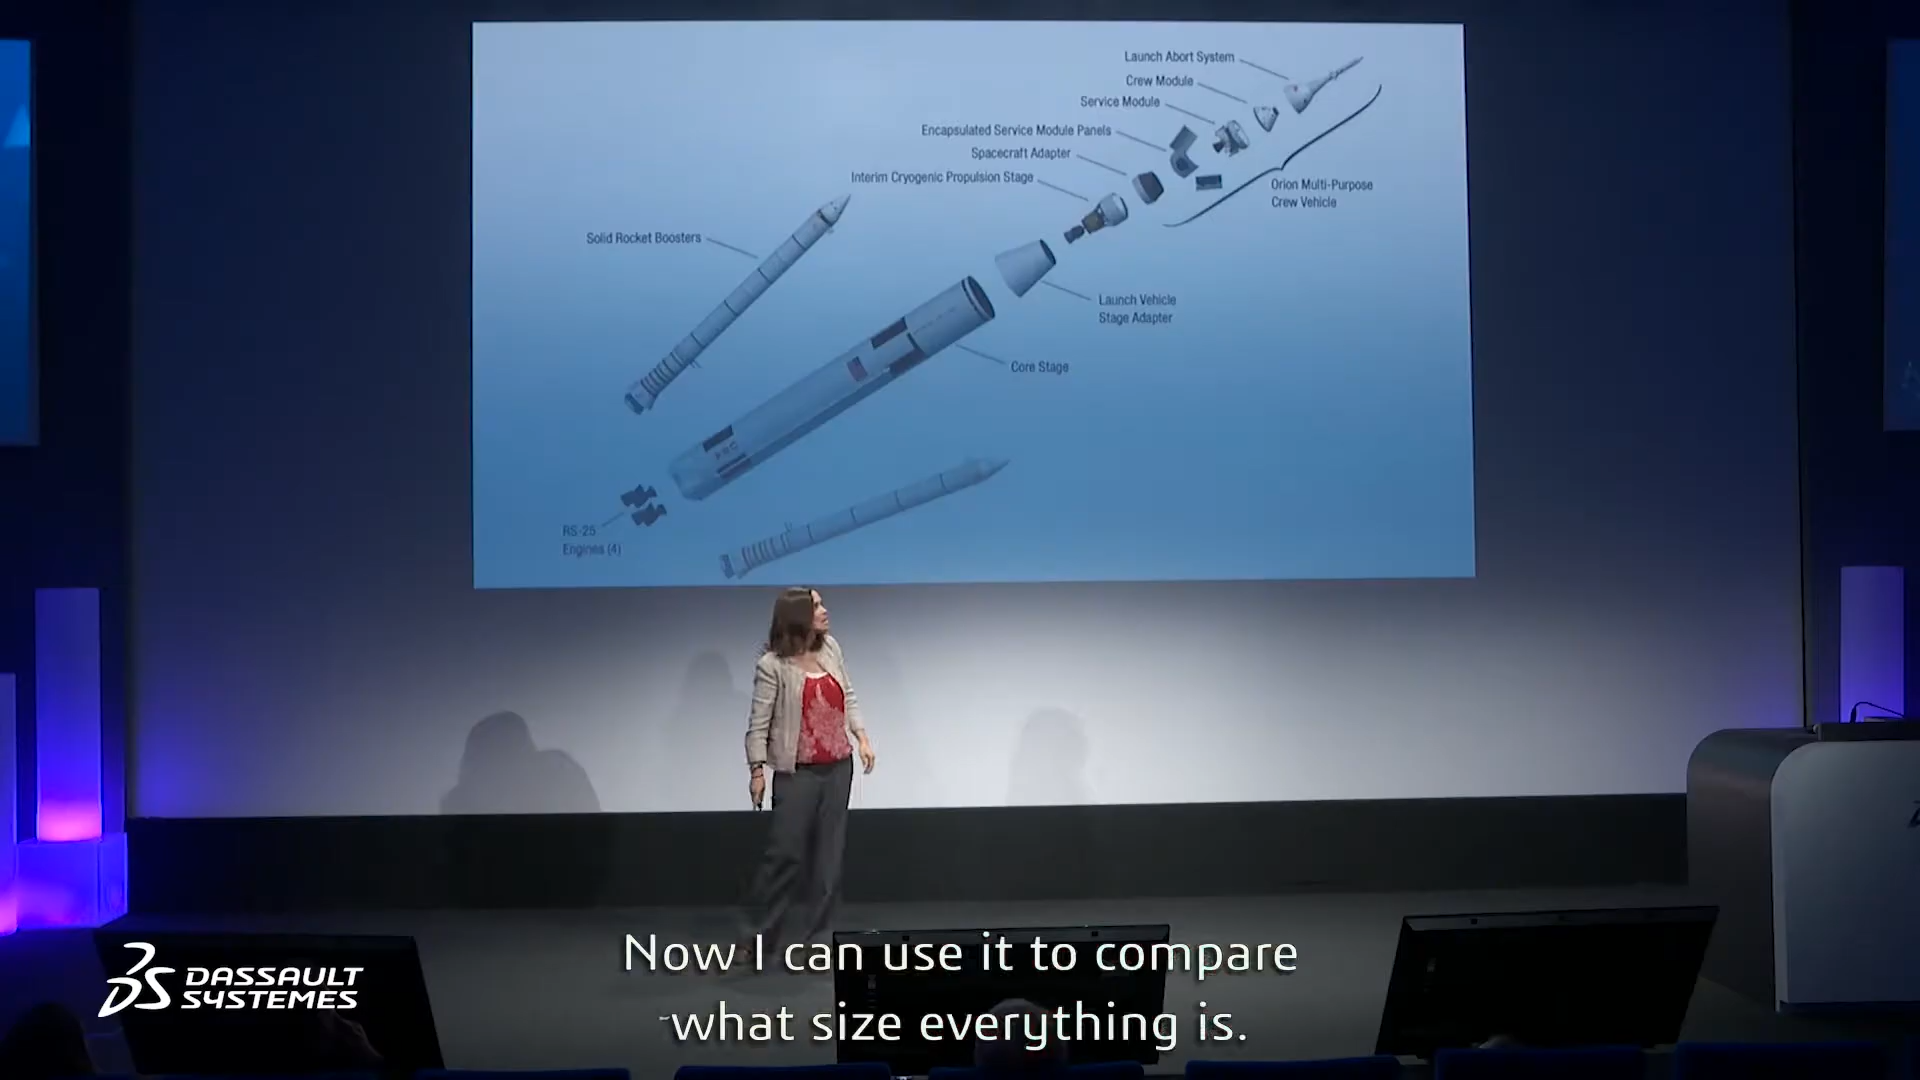 Launch Abort System
Crew Module
Service Module
Encapsulated Service Module Panels
Spacecraft Adapter
Interim Cryogenic Propulsion Stage
Orion Multi-Purpose
Crew Vehicle
Solid Rocket Boosters
Launch Vehicle
Stage Adapter
Core Stage
RS-25
Engines (4)
Now I can use it to compare
what size everything is.
DASSAULT
SYSTEMES